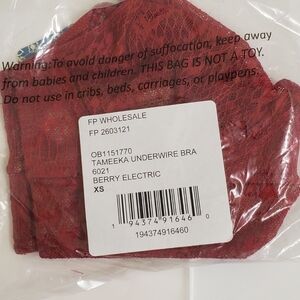 Warning: To avoid danger of suffocation, keep away
from babies and children. THIS BAG IS NOT A TOY.
Do not use in cribs, beds, carriages, or playpens.
FP WHOLESALE
FP 2603121
OB1151770
TAMEEKA UNDERWIRE BRA
6021
BERRY ELECTRIC
XS
1 94374 91646 0
194374916460